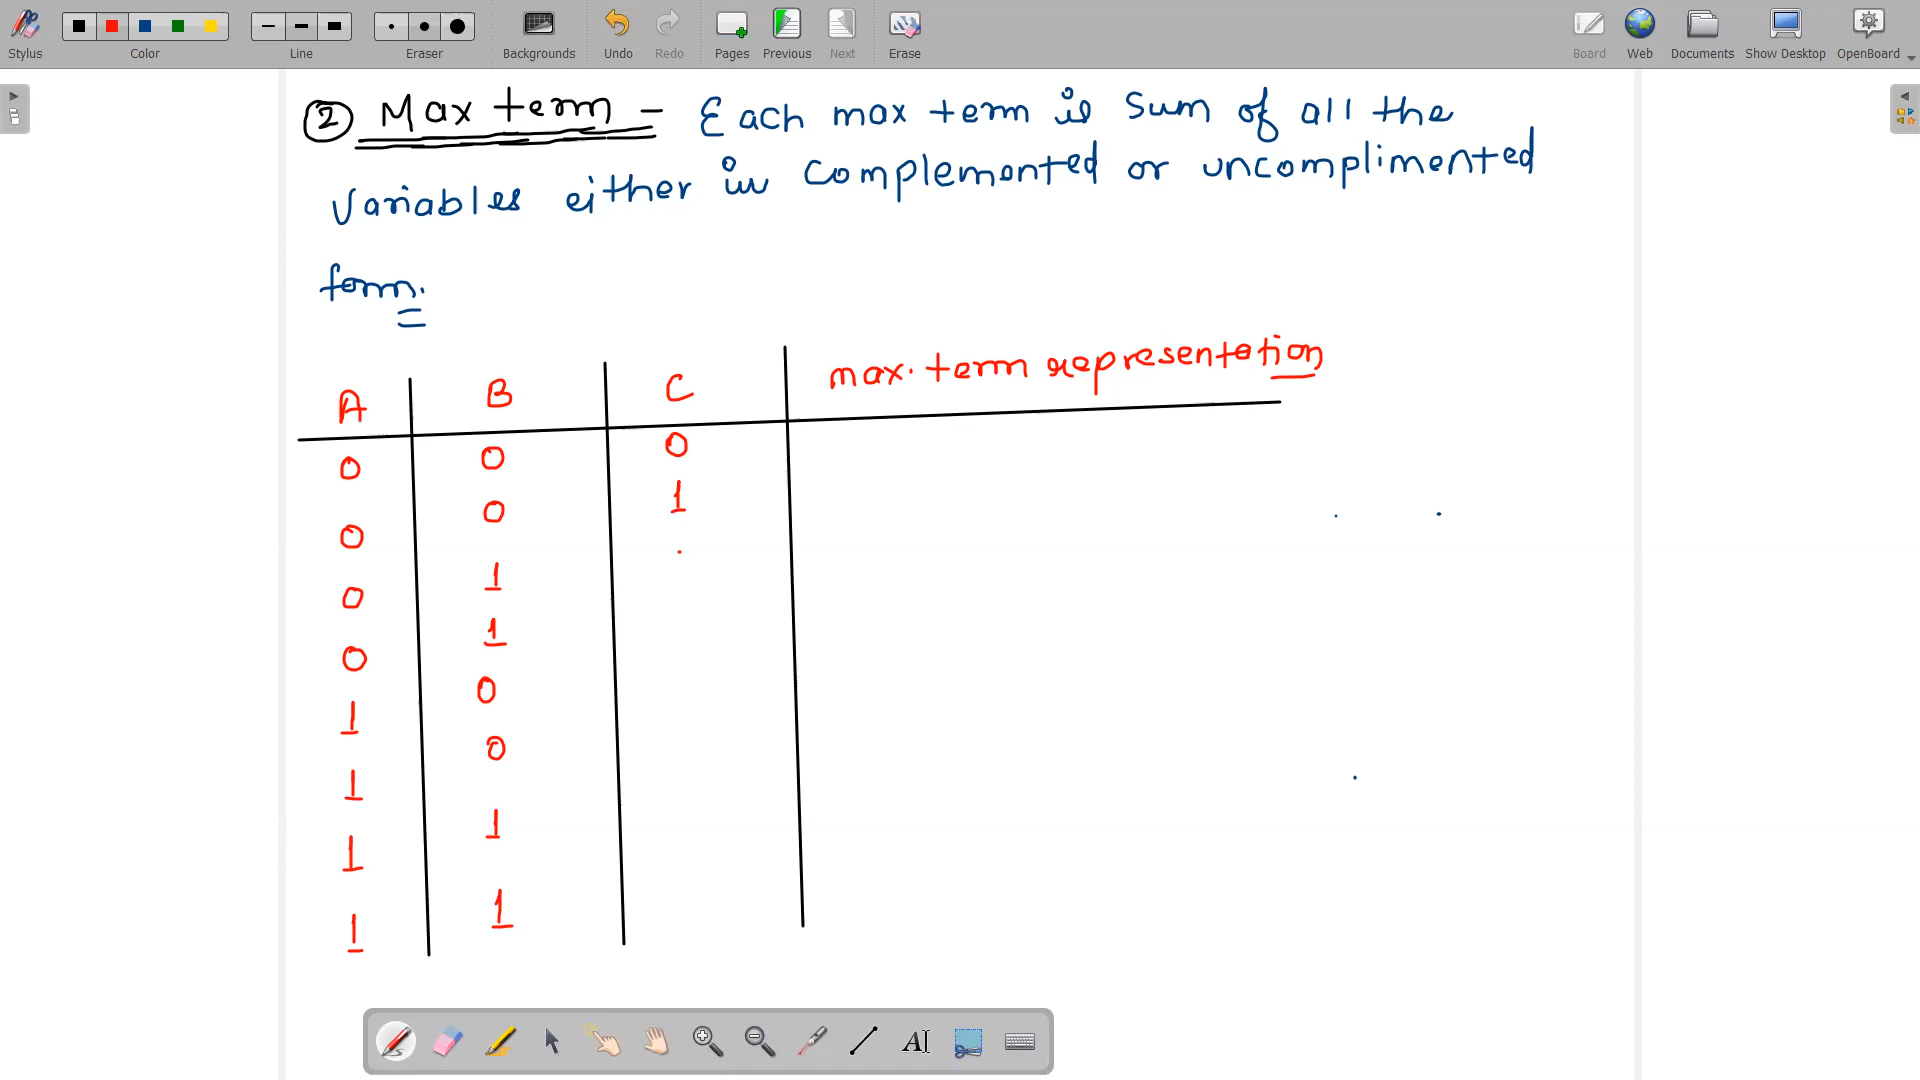 Stylus Color Line Eraser Backgrounds Undo Redo Pages Previous Next Erase Board Web Documents Show Desktop OpenBoard
② Max term - Each max term is sum of all the
variables either in complemented or uncomplimented
form.
A B C max. term representation
0 0 0
0 0 1
0 1
0 1
1 0
1 0
1 1
1 1
AI